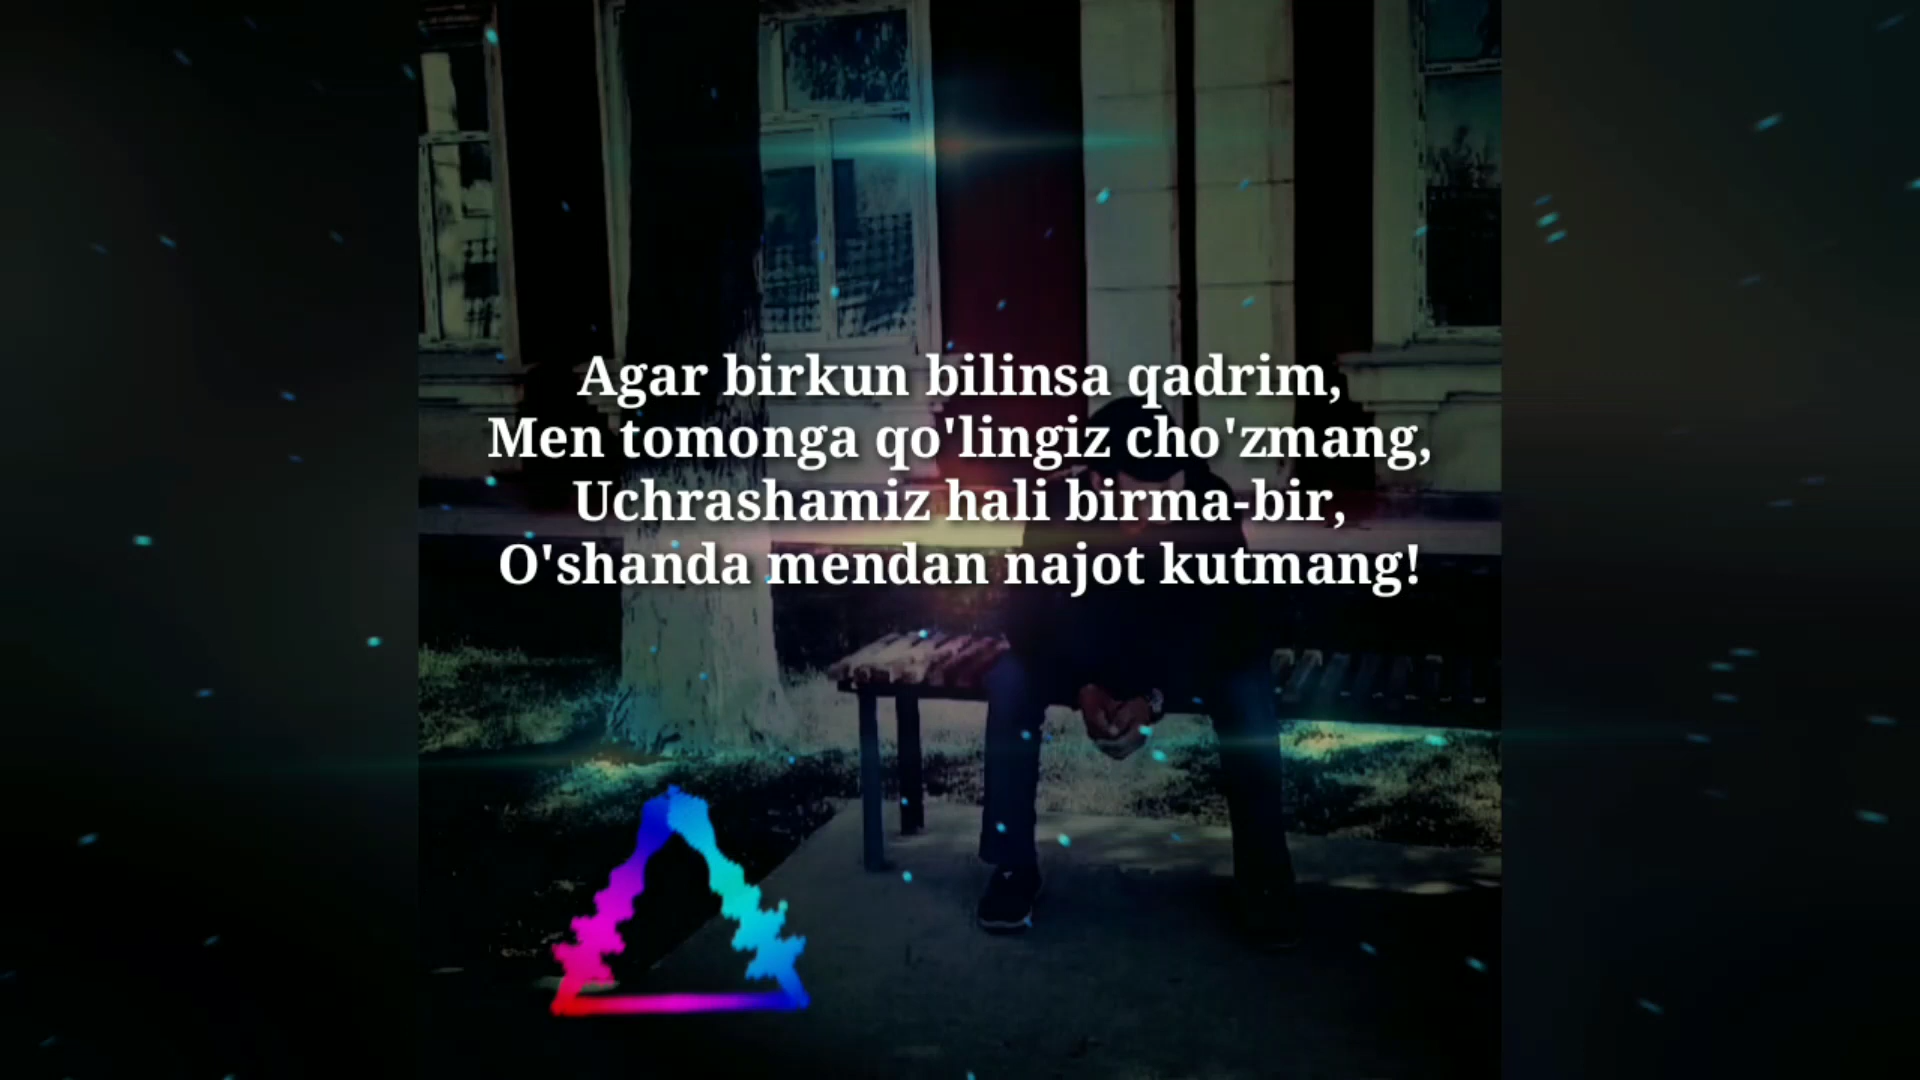 Agar birkun bilinsa qadrim,
Men tomonga qo'lingiz cho'zmang,
Uchrashamiz hali birma-bir,
O'shanda mendan najot kutmang!